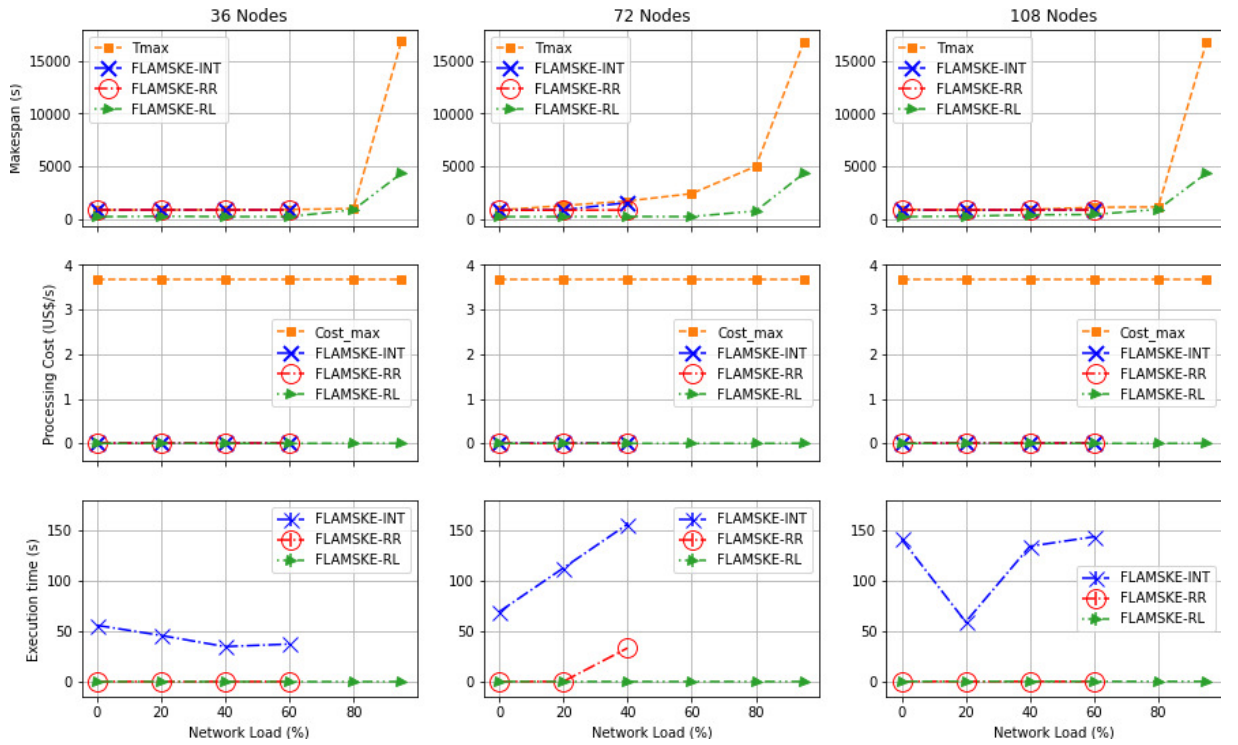 36 Nodes
72 Nodes
108 Nodes
Makespan (s)
15000
10000
5000
0
Tmax
FLAMSKE-INT
FLAMSKE-RR
FLAMSKE-RL
15000
10000
5000
0
Tmax
FLAMSKE-INT
FLAMSKE-RR
FLAMSKE-RL
15000
10000
5000
0
Tmax
FLAMSKE-INT
FLAMSKE-RR
FLAMSKE-RL
Processing Cost (US$/s)
4
3
2
1
0
Cost_max
FLAMSKE-INT
FLAMSKE-RR
FLAMSKE-RL
4
3
2
1
0
Cost_max
FLAMSKE-INT
FLAMSKE-RR
FLAMSKE-RL
4
3
2
1
0
Cost_max
FLAMSKE-INT
FLAMSKE-RR
FLAMSKE-RL
Execution time (s)
150
100
50
0
FLAMSKE-INT
FLAMSKE-RR
FLAMSKE-RL
0 20 40 60 80
Network Load (%)
150
100
50
0
FLAMSKE-INT
FLAMSKE-RR
FLAMSKE-RL
0 20 40 60 80
Network Load (%)
150
100
50
0
FLAMSKE-INT
FLAMSKE-RR
FLAMSKE-RL
0 20 40 60 80
Network Load (%)